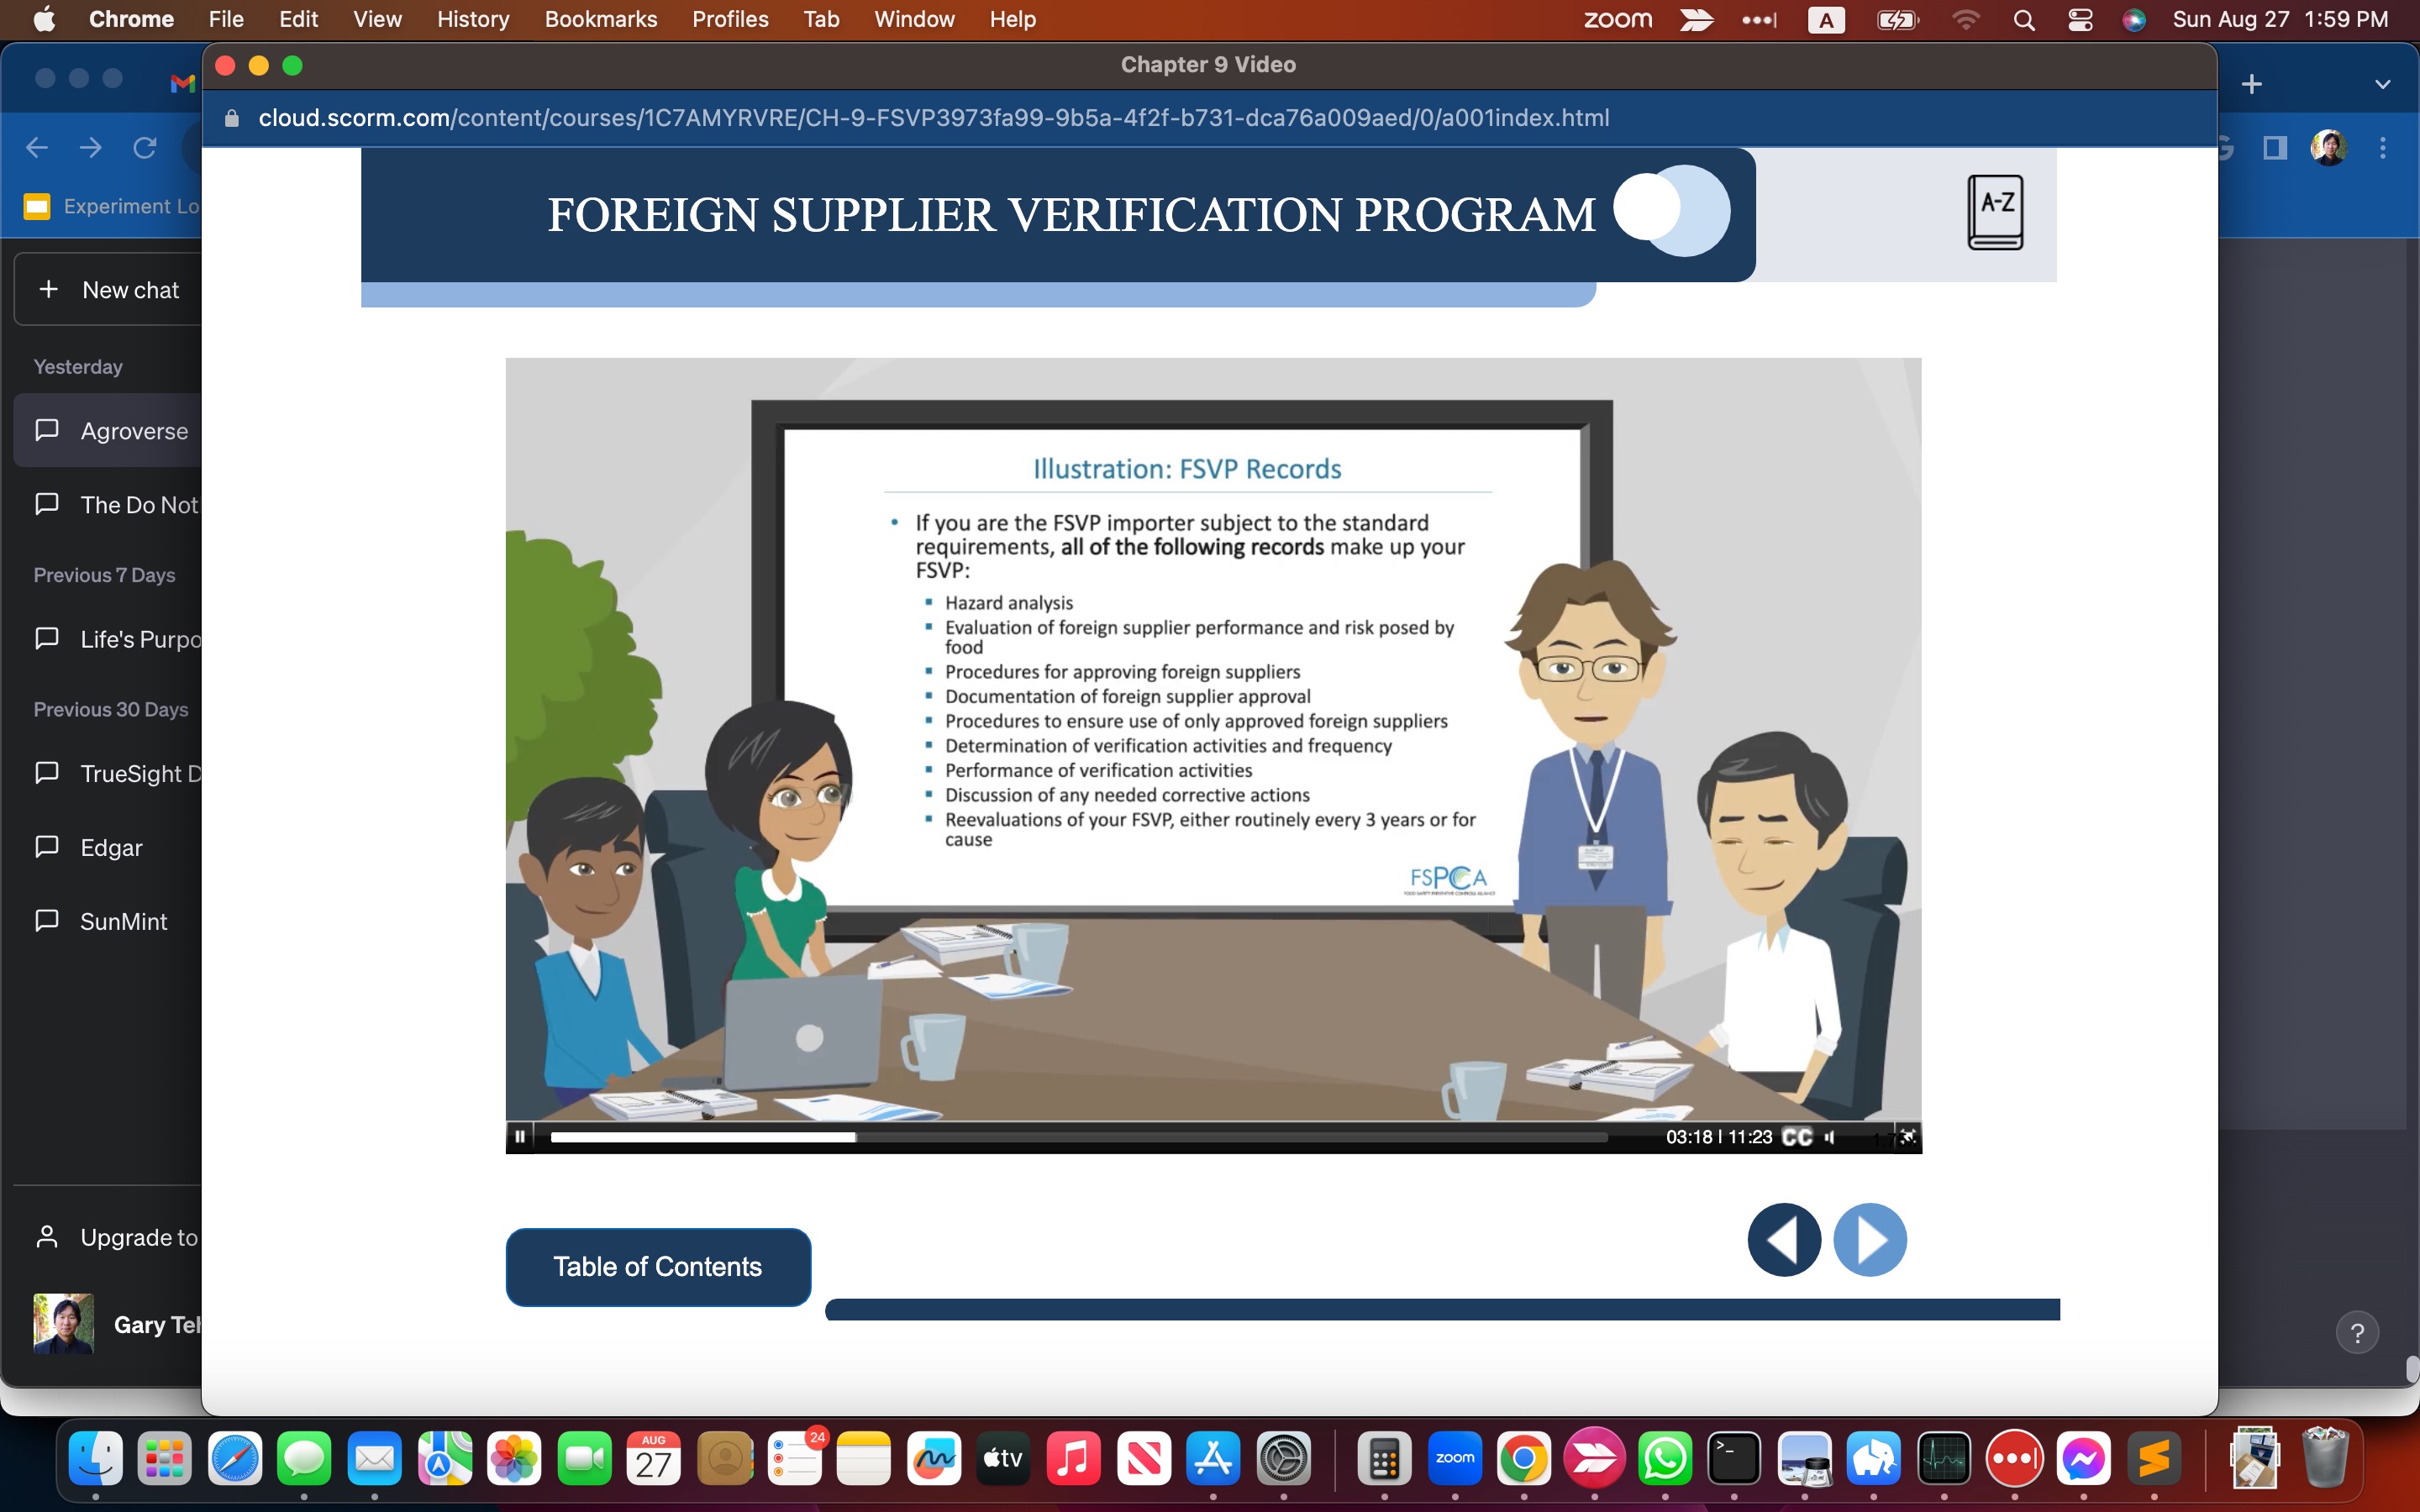 Chrome File Edit View History Bookmarks Profiles Tab Window Help zoom A Sun Aug 27 1:59 PM
Chapter 9 Video
cloud.scorm.com/content/courses/1C7AMYRVRE/CH-9-FSVP3973fa99-9b5a-4f2f-b731-dca76a009aed/0/a001index.html
Experiment Lo
+ New chat
Yesterday
Agroverse
The Do Not
Previous 7 Days
Life's Purpo
Previous 30 Days
TrueSight D
Edgar
SunMint
Upgrade to
Gary Teh
FOREIGN SUPPLIER VERIFICATION PROGRAM
A-Z
Illustration: FSVP Records
• If you are the FSVP importer subject to the standard
requirements, all of the following records make up your
FSVP:
▪ Hazard analysis
▪ Evaluation of foreign supplier performance and risk posed by
food
▪ Procedures for approving foreign suppliers
▪ Documentation of foreign supplier approval
▪ Procedures to ensure use of only approved foreign suppliers
▪ Determination of verification activities and frequency
▪ Performance of verification activities
▪ Discussion of any needed corrective actions
▪ Reevaluations of your FSVP, either routinely every 3 years or for
cause
FSPCA
FOOD SAFETY PREVENTIVE CONTROLS ALLIANCE
03:18 | 11:23 CC
Table of Contents
?
AUG
27
24
tv
zoom